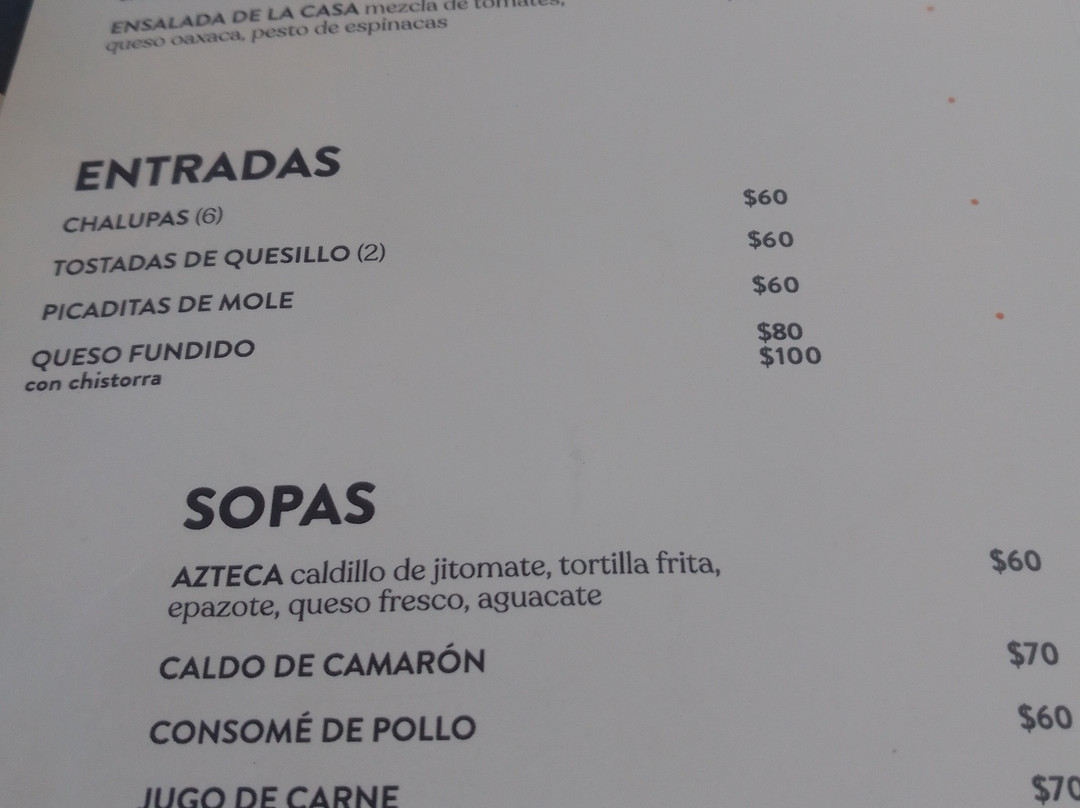 ENSALADA DE LA CASA mezcla de tomates,
queso oaxaca, pesto de espinacas
ENTRADAS
CHALUPAS (6) $60
TOSTADAS DE QUESILLO (2) $60
PICADITAS DE MOLE $60
QUESO FUNDIDO $80
con chistorra $100
SOPAS
AZTECA caldillo de jitomate, tortilla frita, $60
epazote, queso fresco, aguacate
CALDO DE CAMARÓN $70
CONSOMÉ DE POLLO $60
JUGO DE CARNE $70